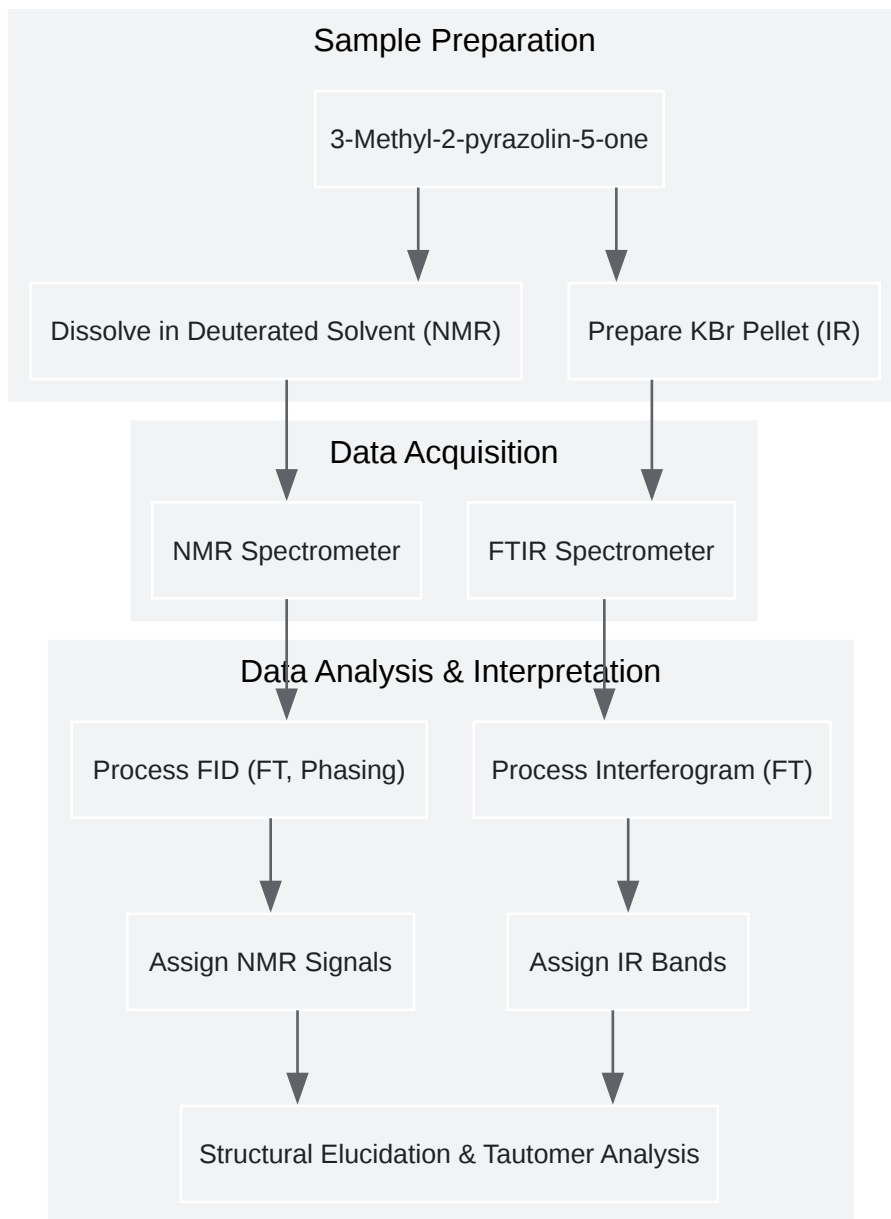 Sample Preparation
3-Methyl-2-pyrazolin-5-one
Dissolve in Deuterated Solvent (NMR)
Prepare KBr Pellet (IR)
Data Acquisition
NMR Spectrometer
FTIR Spectrometer
Data Analysis & Interpretation
Process FID (FT, Phasing)
Process Interferogram (FT)
Assign NMR Signals
Assign IR Bands
Structural Elucidation & Tautomer Analysis